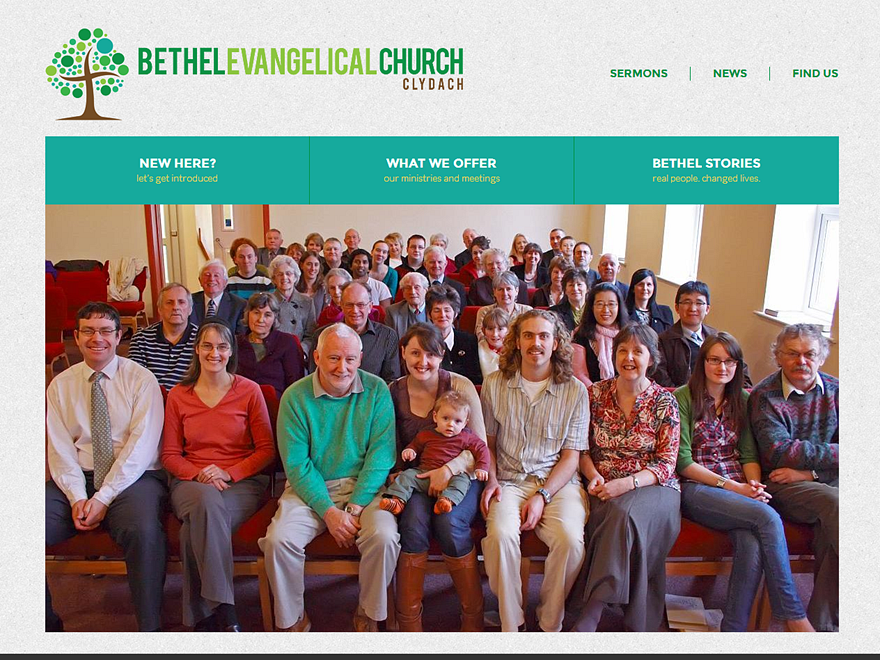 BETHELEVANGELICALCHURCH
CLYDACH
SERMONS | NEWS | FIND US
NEW HERE?
let's get introduced
WHAT WE OFFER
our ministries and meetings
BETHEL STORIES
real people. changed lives.